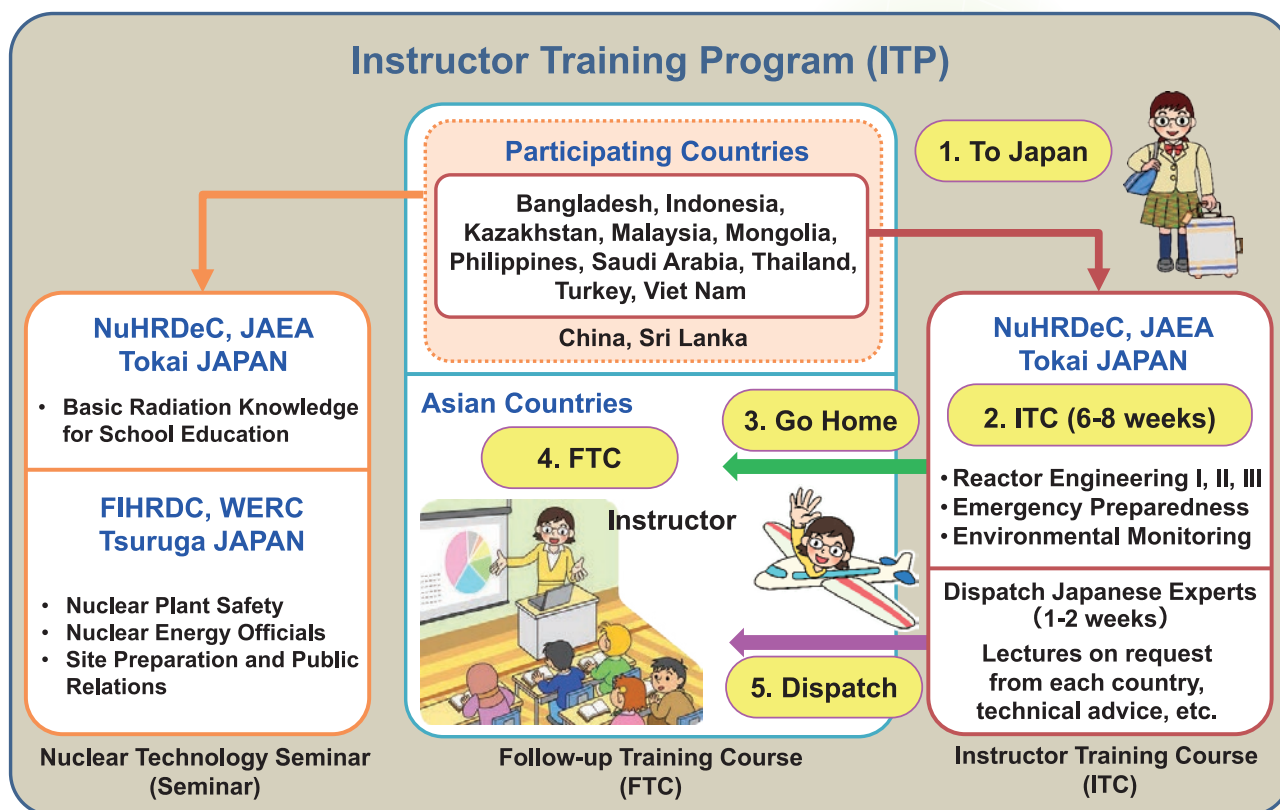 Instructor Training Program (ITP)
Participating Countries
Bangladesh, Indonesia,
Kazakhstan, Malaysia, Mongolia,
Philippines, Saudi Arabia, Thailand,
Turkey, Viet Nam
China, Sri Lanka
1. To Japan
NuHRDeC, JAEA
Tokai JAPAN
• Basic Radiation Knowledge
for School Education
FIHRDC, WERC
Tsuruga JAPAN
• Nuclear Plant Safety
• Nuclear Energy Officials
• Site Preparation and Public
Relations
Nuclear Technology Seminar
(Seminar)
Asian Countries
3. Go Home
4. FTC
Instructor
5. Dispatch
Follow-up Training Course
(FTC)
NuHRDeC, JAEA
Tokai JAPAN
2. ITC (6-8 weeks)
• Reactor Engineering I, II, III
• Emergency Preparedness
• Environmental Monitoring
Dispatch Japanese Experts
（1-2 weeks）
Lectures on request
from each country,
technical advice, etc.
Instructor Training Course
(ITC)